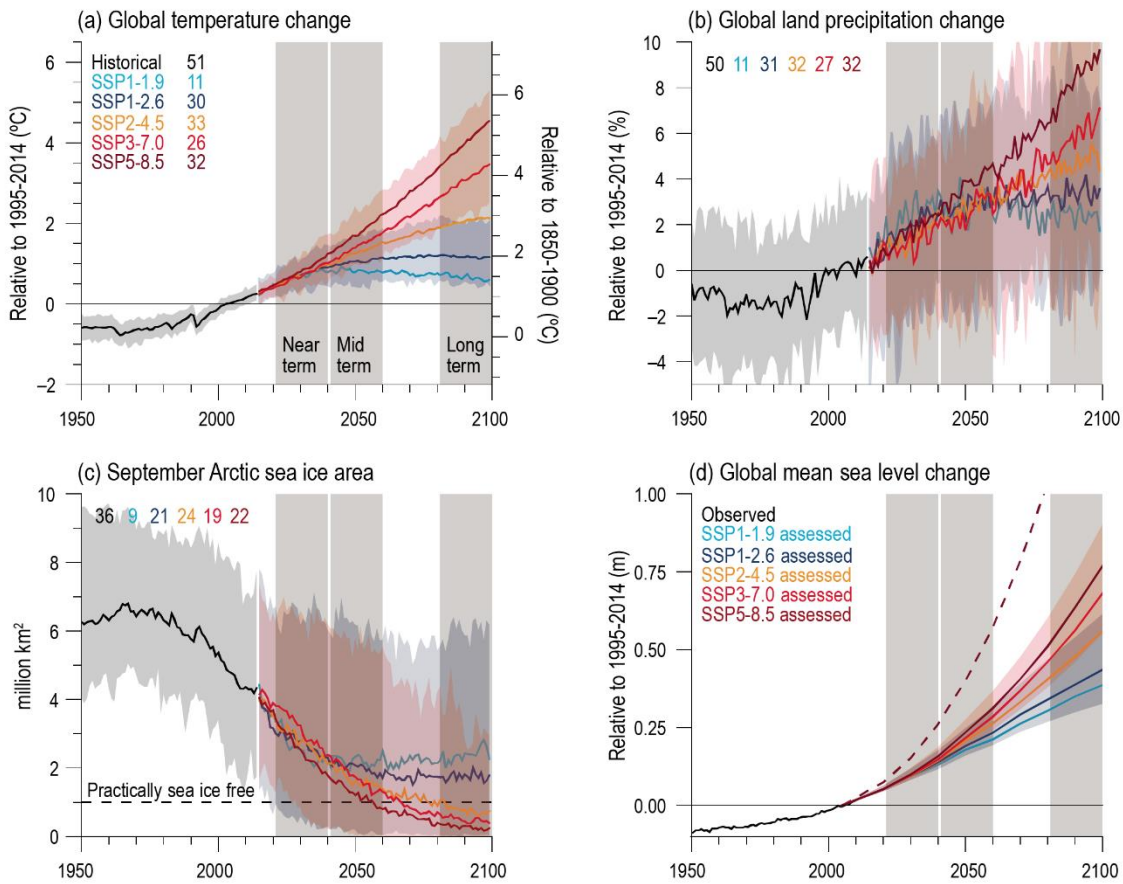 (a) Global temperature change
Relative to 1995-2014 (ºC)
6
4
2
0
–2
Historical 51
SSP1-1.9 11
SSP1-2.6 30
SSP2-4.5 33
SSP3-7.0 26
SSP5-8.5 32
Near term
Mid term
Long term
6
4
2
0
Relative to 1850-1900 (ºC)
1950 2000 2050 2100
(b) Global land precipitation change
Relative to 1995-2014 (%)
10
8
6
4
2
0
–2
–4
50 11 31 32 27 32
1950 2000 2050 2100
(c) September Arctic sea ice area
million km²
10
8
6
4
2
0
36 9 21 24 19 22
Practically sea ice free
1950 2000 2050 2100
(d) Global mean sea level change
Relative to 1995-2014 (m)
1.00
0.75
0.50
0.25
0.00
Observed
SSP1-1.9 assessed
SSP1-2.6 assessed
SSP2-4.5 assessed
SSP3-7.0 assessed
SSP5-8.5 assessed
1950 2000 2050 2100